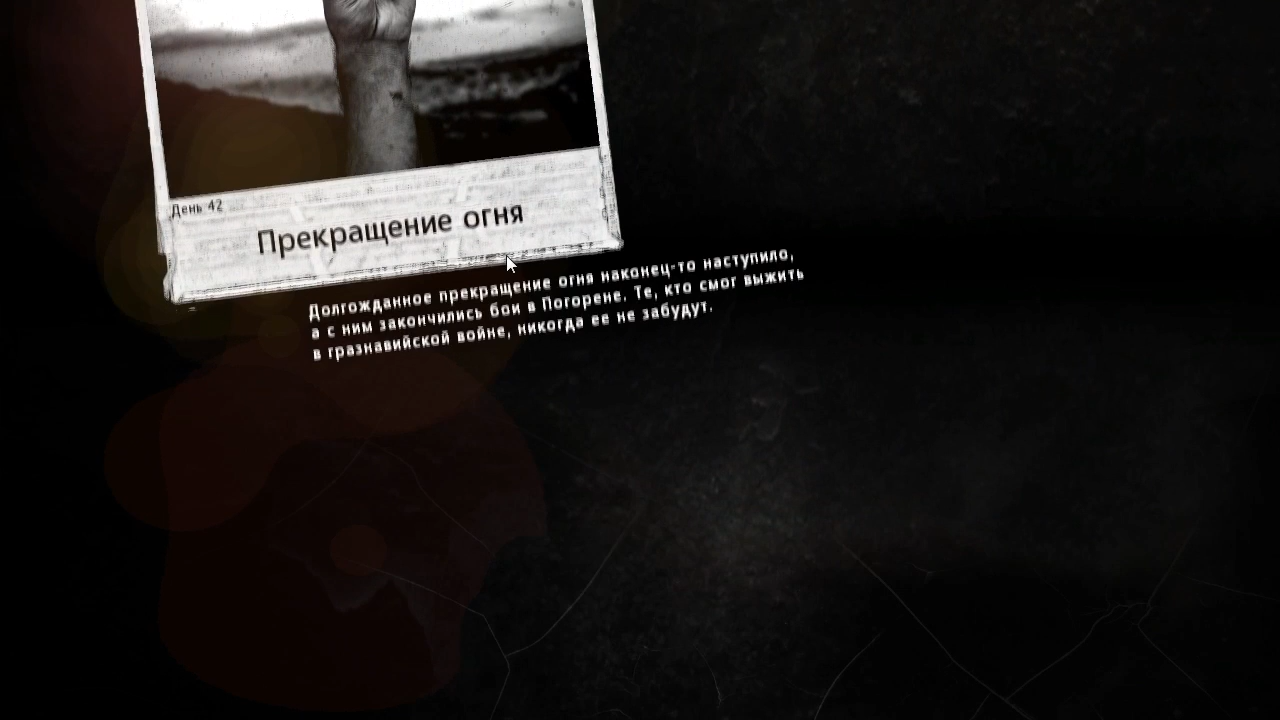 День 42
Прекращение огня
Долгожданное прекращение огня наконец-то наступило,
а с ним закончились бои в Погорене. Те, кто смог выжить
в гразнавийской войне, никогда ее не забудут.